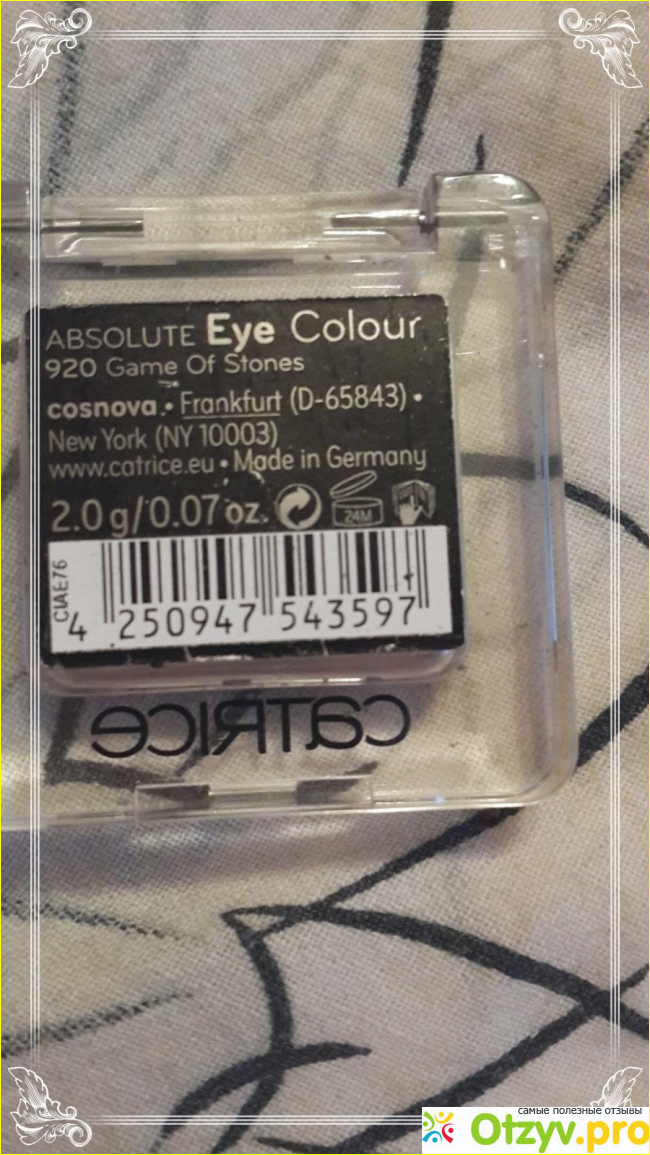 ABSOLUTE Eye Colour
920 Game Of Stones
cosnova • Frankfurt (D-65843) •
New York (NY 10003)
www.catrice.eu • Made in Germany
2.0 g/0.07 oz. 24M
CIAE76
4 250947 543597
CATRICE
самые полезные отзывы
Otzyv.pro